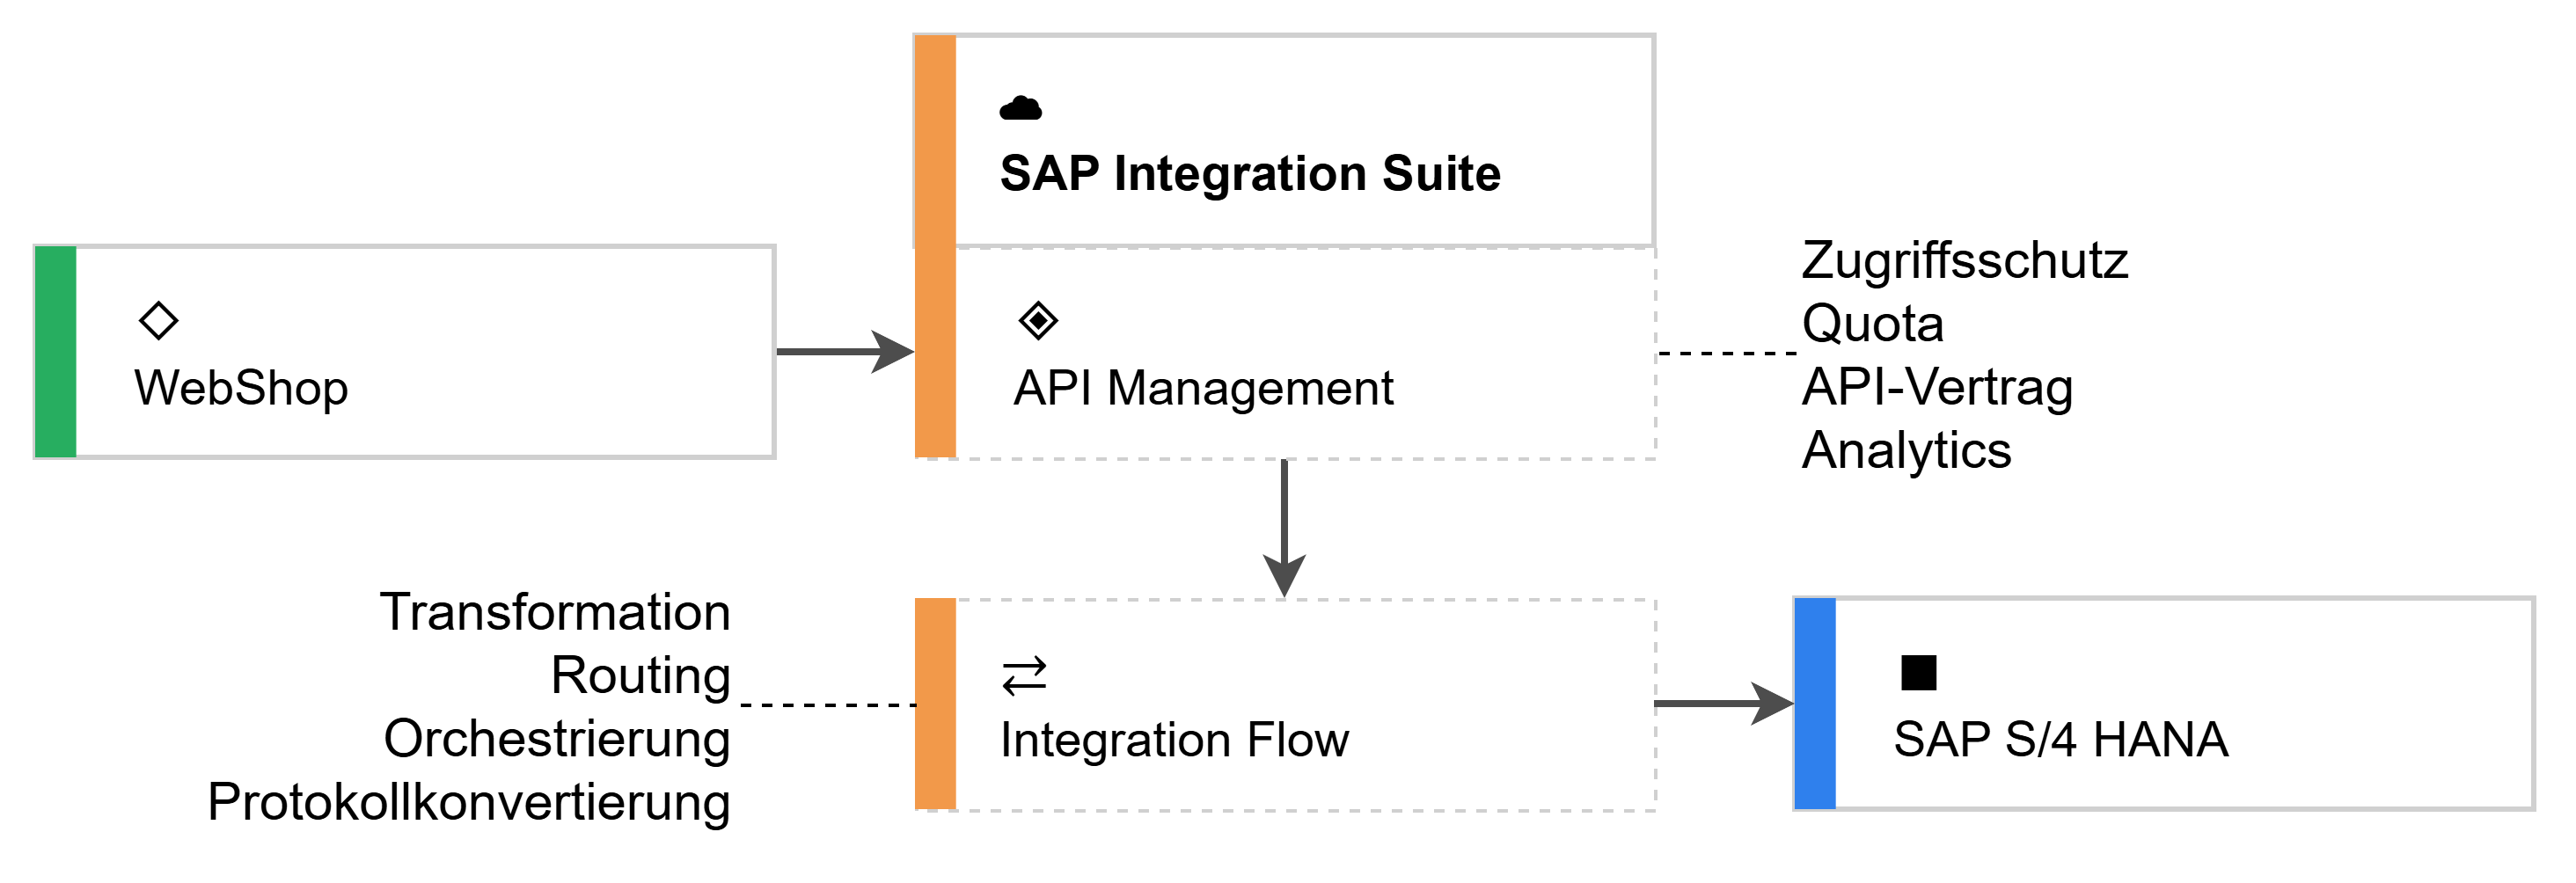 SAP Integration Suite
WebShop
API Management
Zugriffsschutz
Quota
API-Vertrag
Analytics
Transformation
Routing
Orchestrierung
Protokollkonvertierung
Integration Flow
SAP S/4 HANA